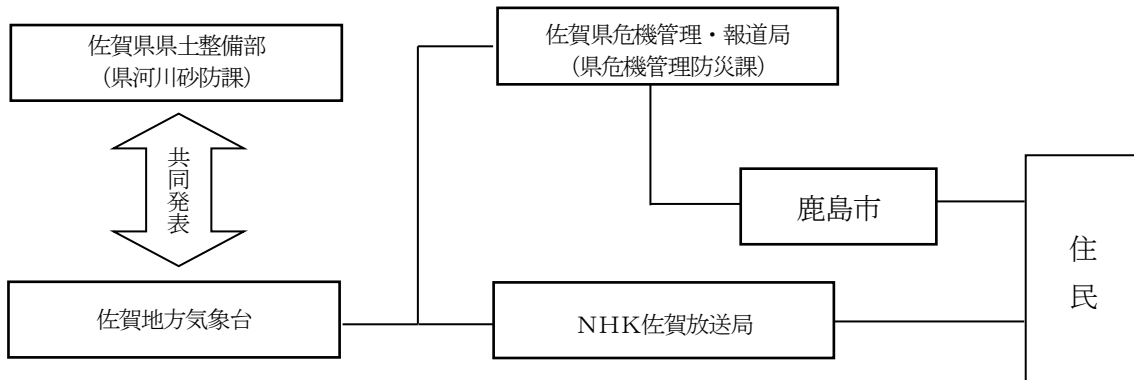 佐賀県県土整備部
（県河川砂防課）
佐賀県危機管理・報道局
（県危機管理防災課）
共同発表
鹿島市
住民
佐賀地方気象台
ＮＨＫ佐賀放送局